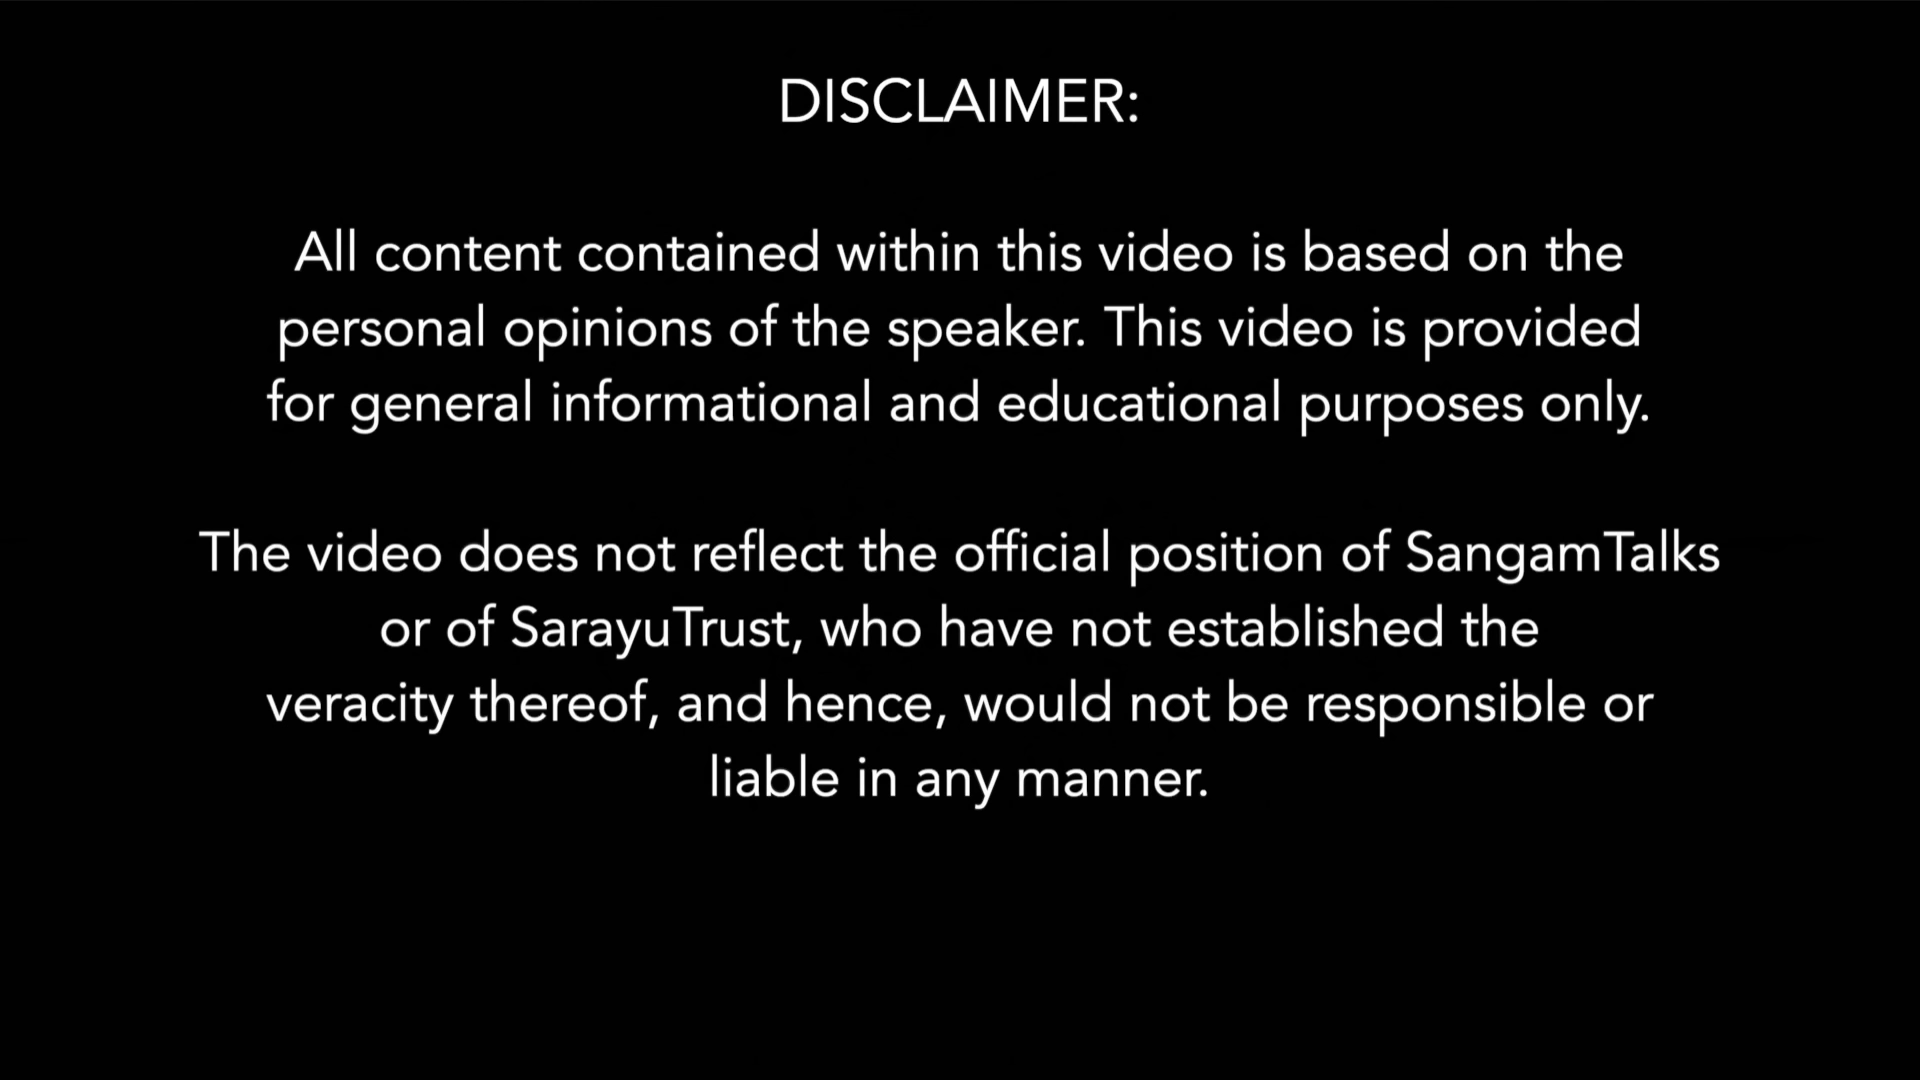 DISCLAIMER:
All content contained within this video is based on the
personal opinions of the speaker. This video is provided
for general informational and educational purposes only.
The video does not reflect the official position of SangamTalks
or of SarayuTrust, who have not established the
veracity thereof, and hence, would not be responsible or
liable in any manner.